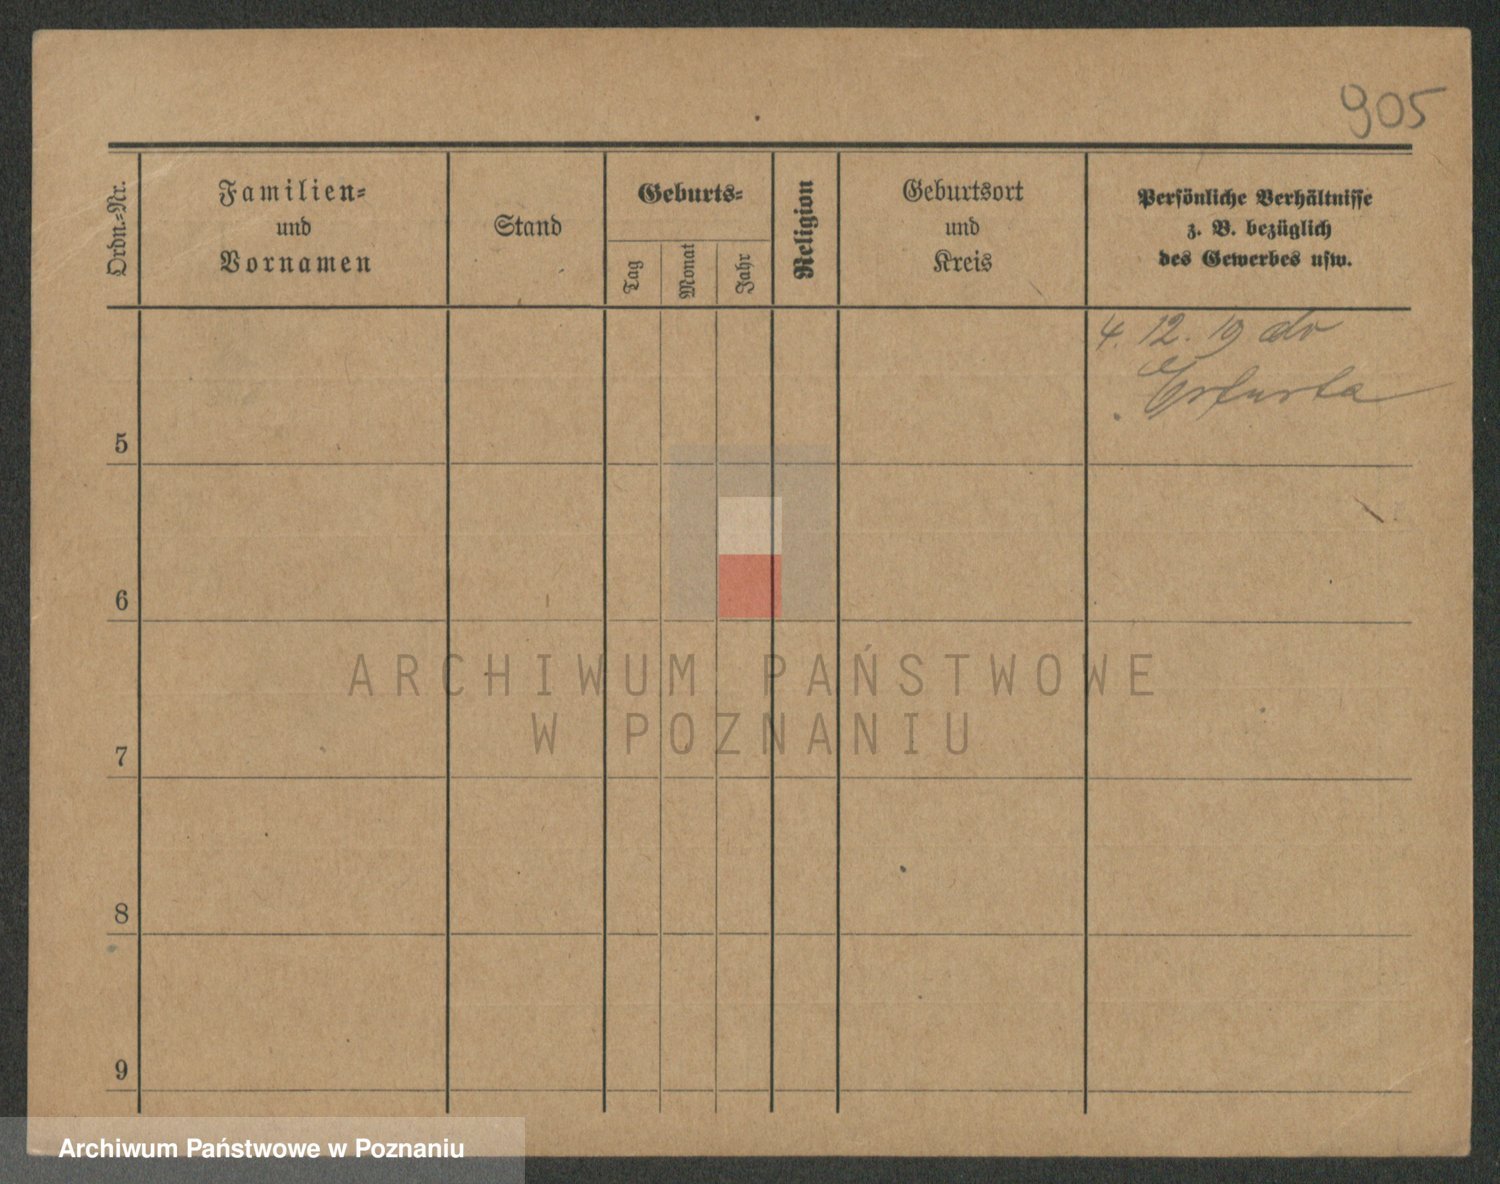 905
Ordn.=Nr.
Familien=
und
Vornamen
Stand
Geburts=
Tag
Monat
Jahr
Religion
Geburtsort
und
Kreis
Persönliche Verhältnisse
z. B. bezüglich
des Gewerbes usw.
4. 12. 19 do
Erfurta
5
6
7
8
9
ARCHIWUM PAŃSTWOWE
W POZNANIU
Archiwum Państwowe w Poznaniu